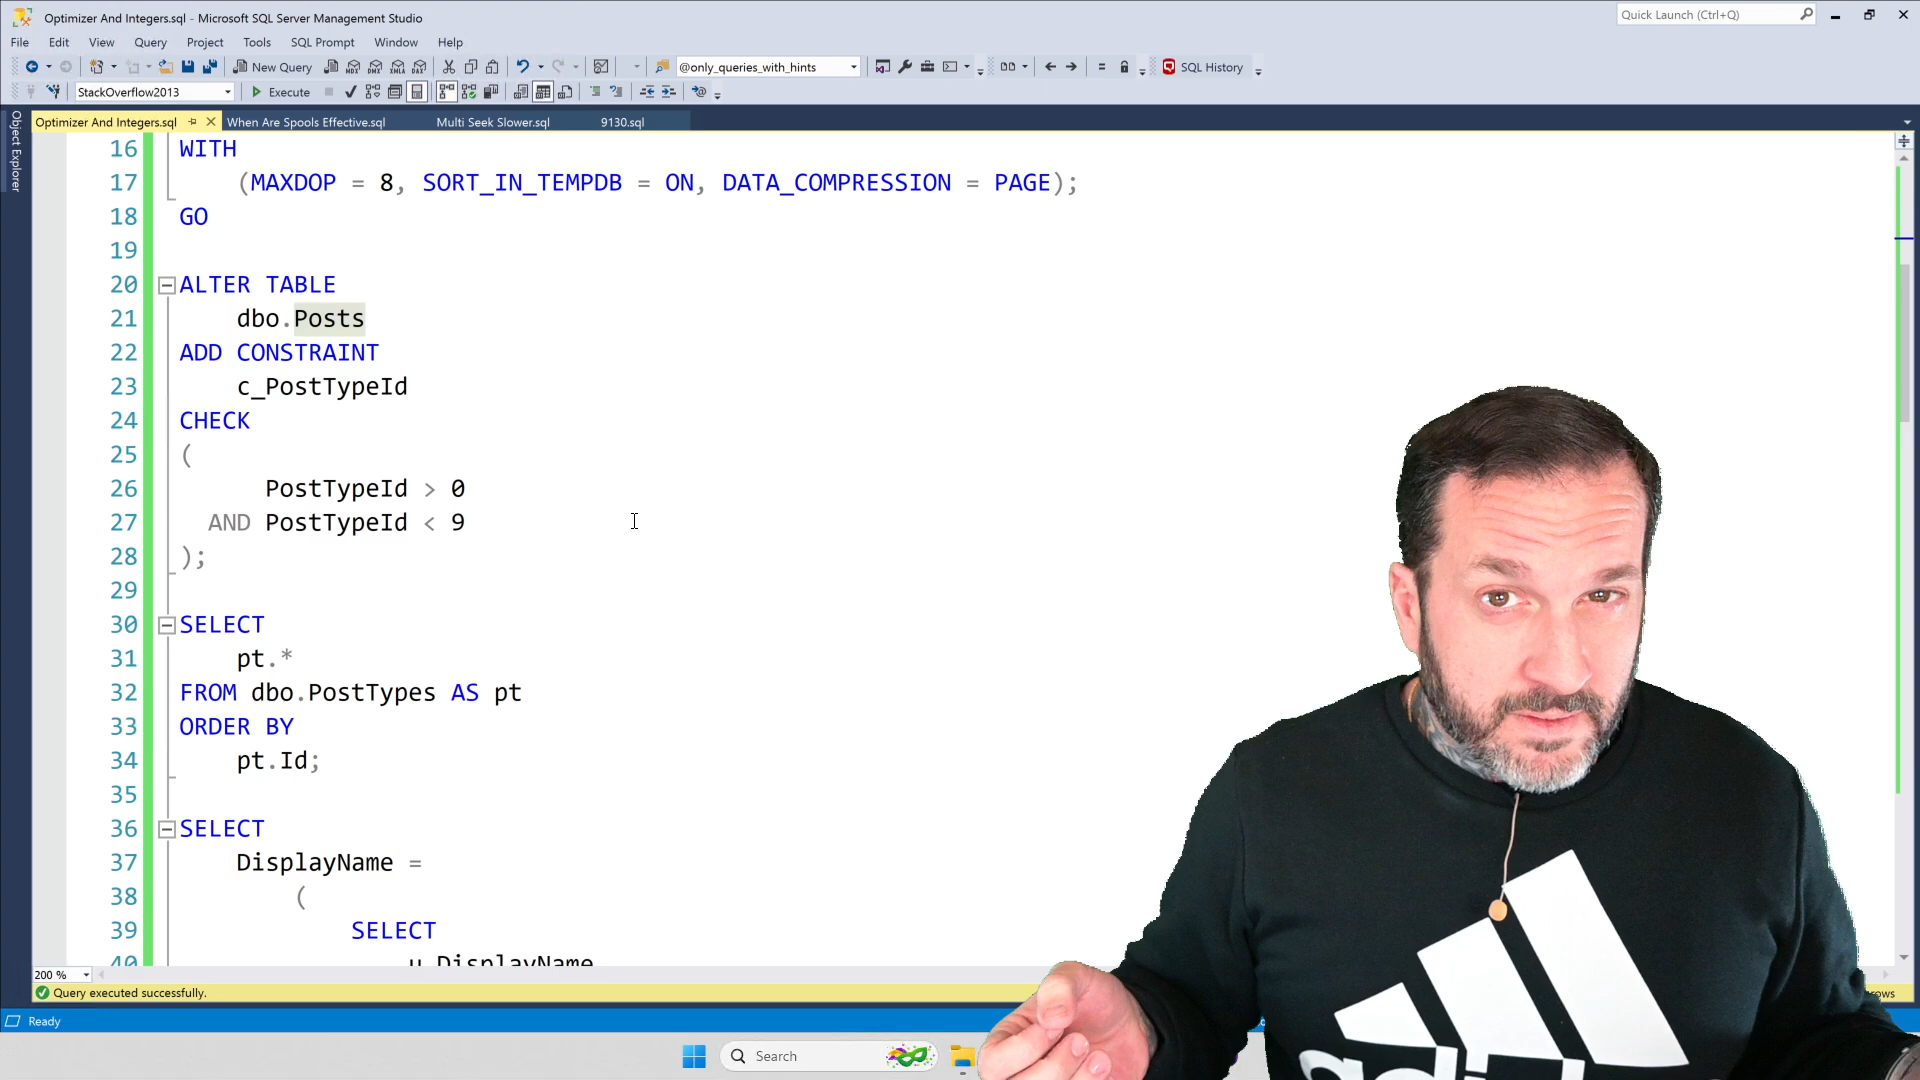 Optimizer And Integers.sql - Microsoft SQL Server Management Studio
Quick Launch (Ctrl+Q)
File Edit View Query Project Tools SQL Prompt Window Help
New Query
@only_queries_with_hints
SQL History
StackOverflow2013
Execute
Object Explorer
Optimizer And Integers.sql
When Are Spools Effective.sql
Multi Seek Slower.sql
9130.sql
16 WITH
17 (MAXDOP = 8, SORT_IN_TEMPDB = ON, DATA_COMPRESSION = PAGE);
18 GO
19
20 ALTER TABLE
21 dbo.Posts
22 ADD CONSTRAINT
23 c_PostTypeId
24 CHECK
25 (
26 PostTypeId > 0
27 AND PostTypeId < 9
28 );
29
30 SELECT
31 pt.*
32 FROM dbo.PostTypes AS pt
33 ORDER BY
34 pt.Id;
35
36 SELECT
37 DisplayName =
38 (
39 SELECT
40 u.DisplayName
200 %
Query executed successfully.
rows
Ready
Search